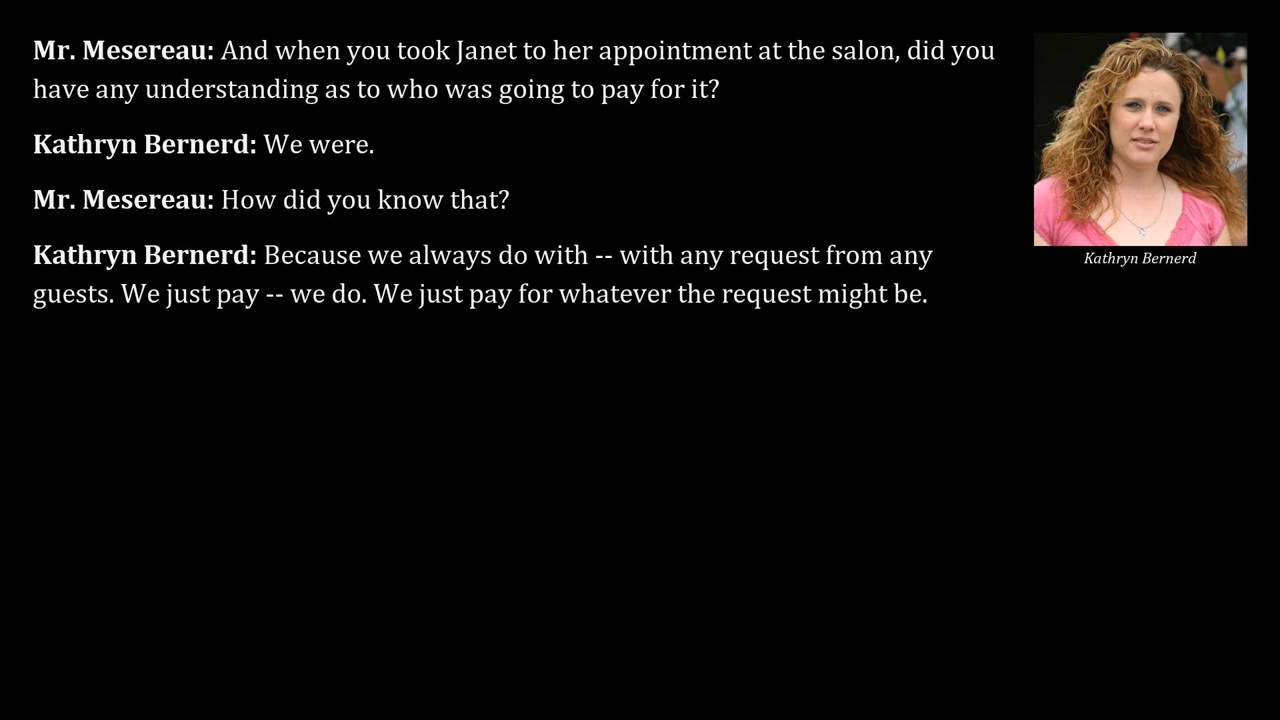 Mr. Mesereau: And when you took Janet to her appointment at the salon, did you
have any understanding as to who was going to pay for it?
Kathryn Bernerd: We were.
Mr. Mesereau: How did you know that?
Kathryn Bernerd: Because we always do with -- with any request from any
guests. We just pay -- we do. We just pay for whatever the request might be.
Kathryn Bernerd